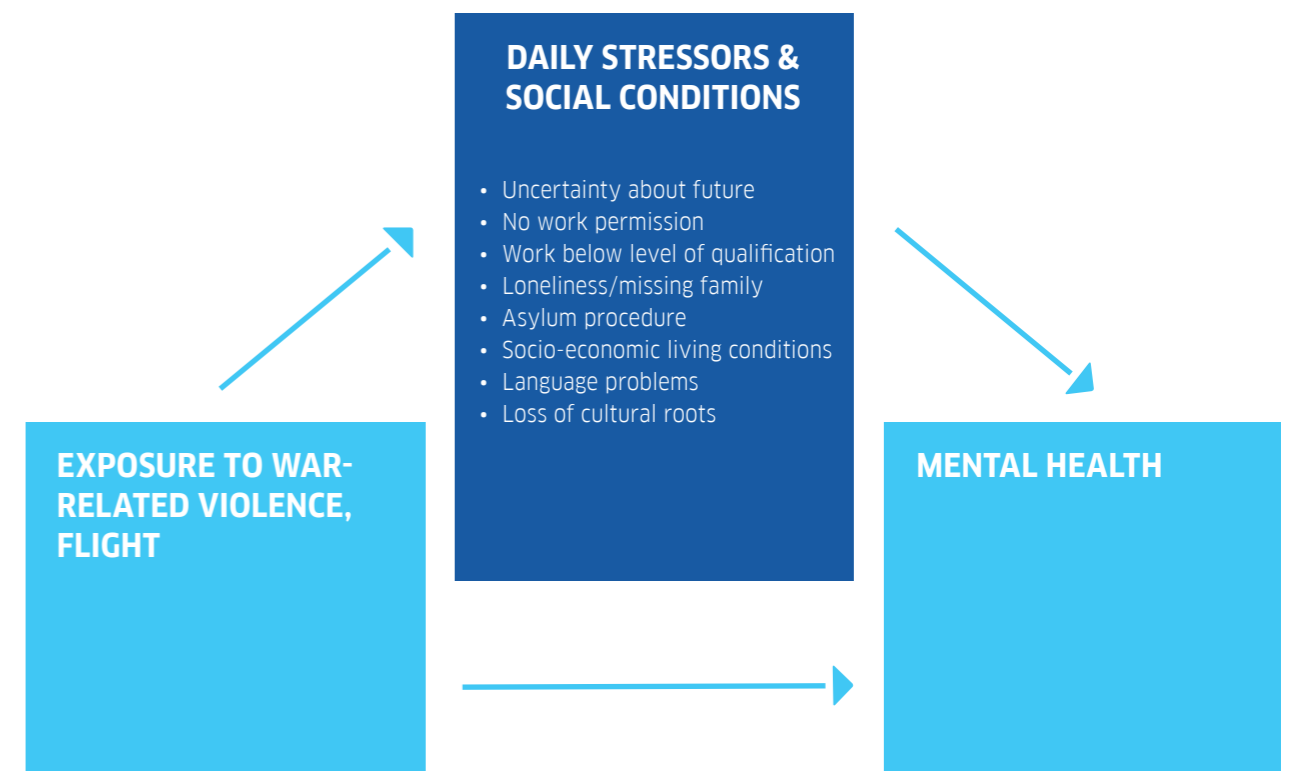 DAILY STRESSORS &
SOCIAL CONDITIONS
• Uncertainty about future
• No work permission
• Work below level of qualification
• Loneliness/missing family
• Asylum procedure
• Socio-economic living conditions
• Language problems
• Loss of cultural roots
EXPOSURE TO WAR-
RELATED VIOLENCE,
FLIGHT
MENTAL HEALTH